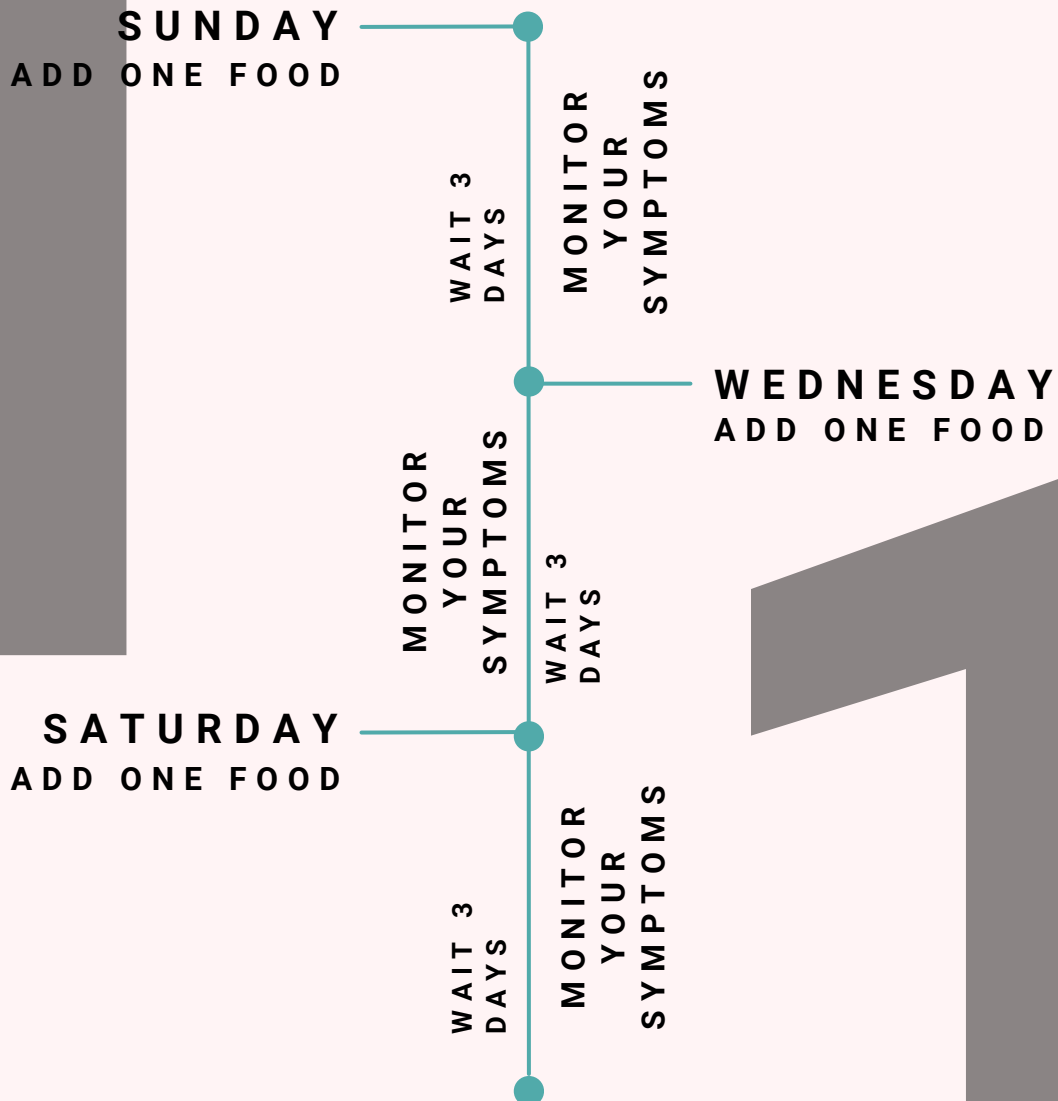 SUNDAY
ADD ONE FOOD
WAIT 3
DAYS
MONITOR
YOUR
SYMPTOMS
WEDNESDAY
ADD ONE FOOD
MONITOR
YOUR
SYMPTOMS
WAIT 3
DAYS
SATURDAY
ADD ONE FOOD
WAIT 3
DAYS
MONITOR
YOUR
SYMPTOMS